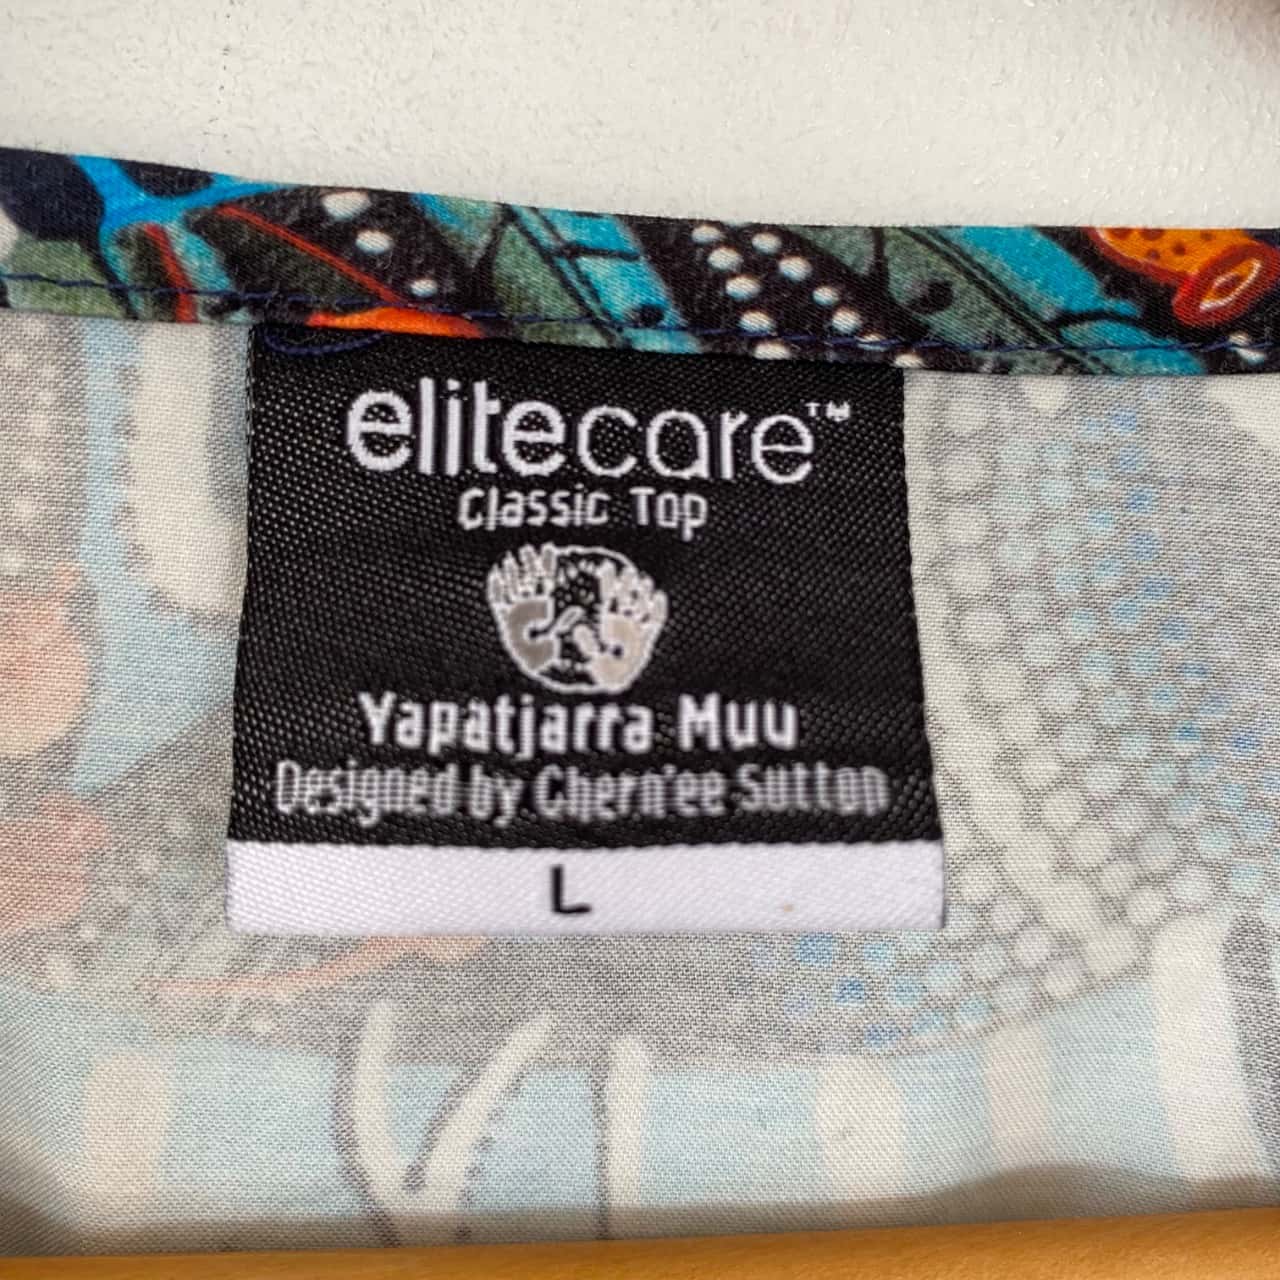 elitecare™
Classic Top
Yapatjarra Muu
Designed by Chern'ee Sutton
L